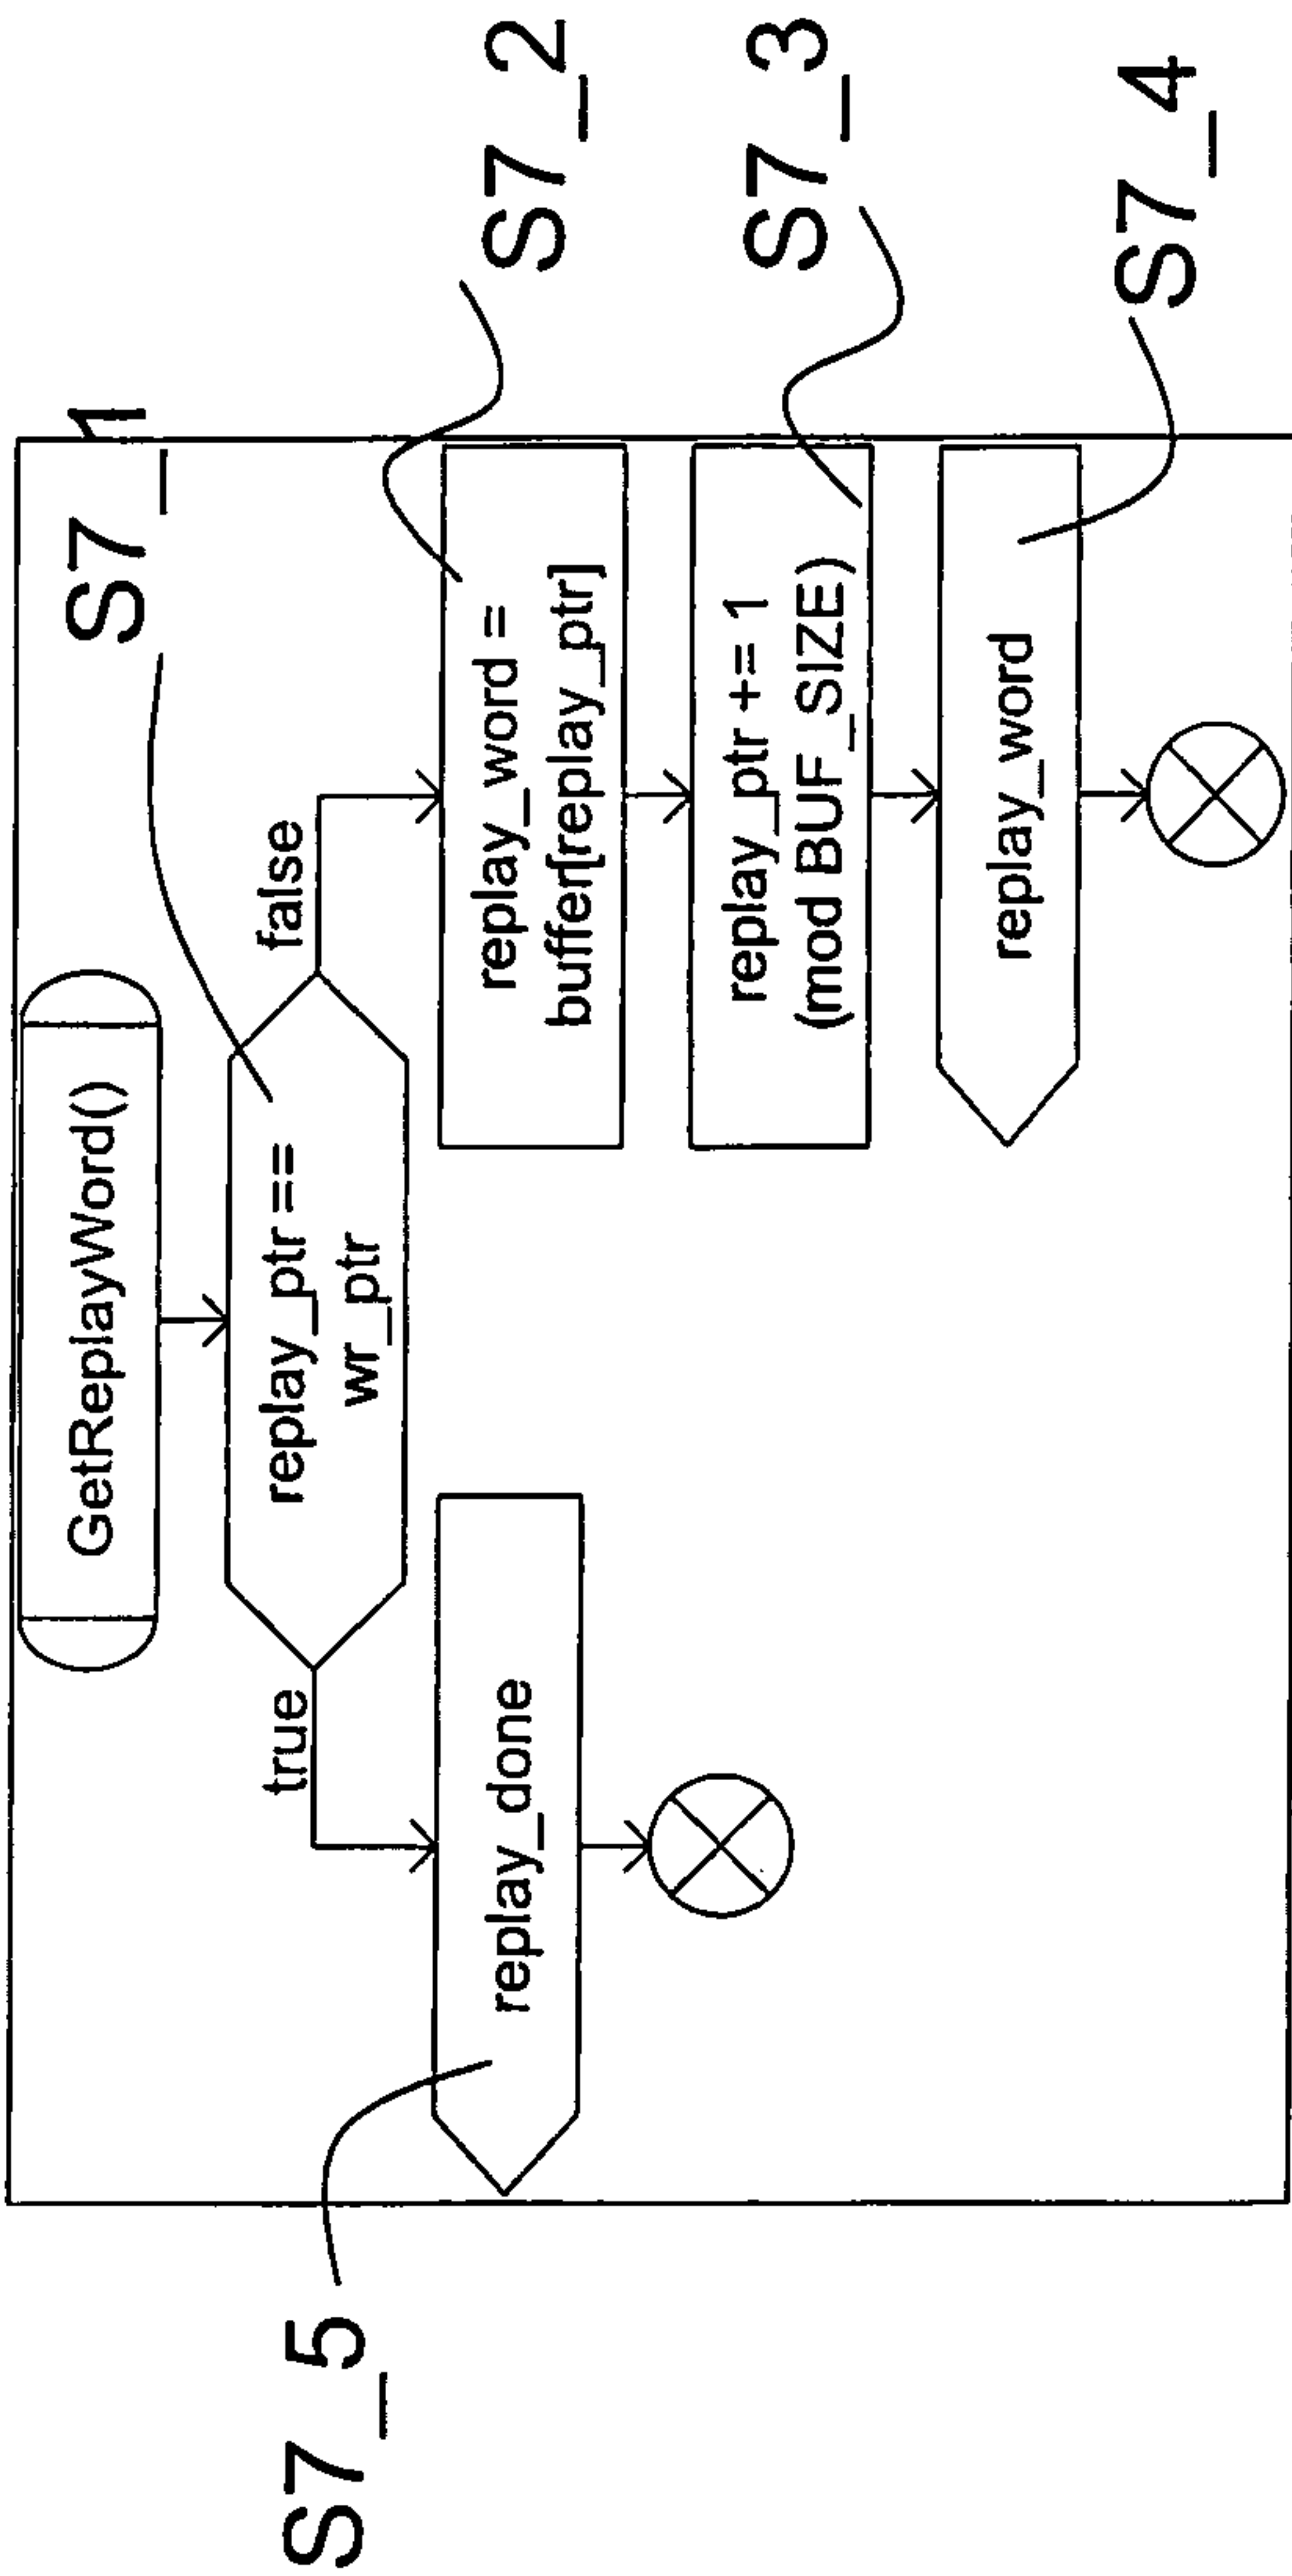 GetReplayWord()
S7_1
replay_ptr ==
wr_ptr
true
false
S7_5
replay_done
replay_word =
buffer[replay_ptr]
S7_2
replay_ptr += 1
(mod BUF_SIZE)
S7_3
replay_word
S7_4